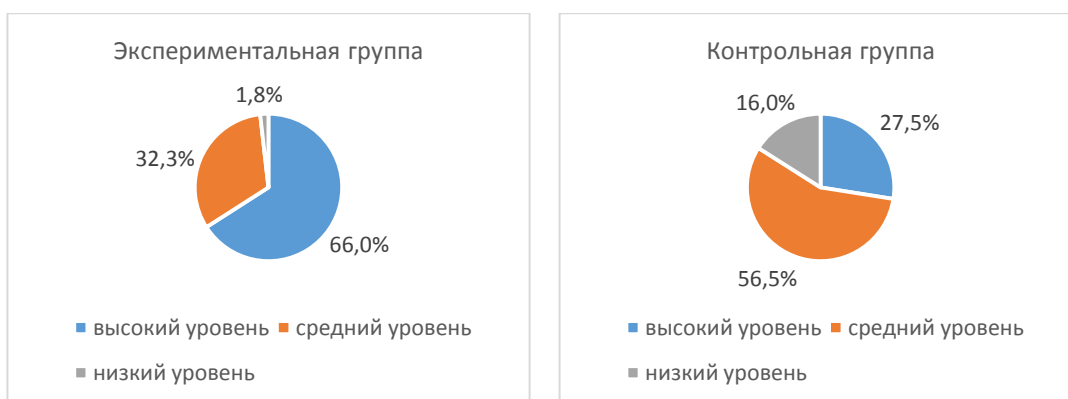 Экспериментальная группа
1,8%
32,3%
66,0%
высокий уровень средний уровень
низкий уровень
Контрольная группа
16,0%
27,5%
56,5%
высокий уровень средний уровень
низкий уровень